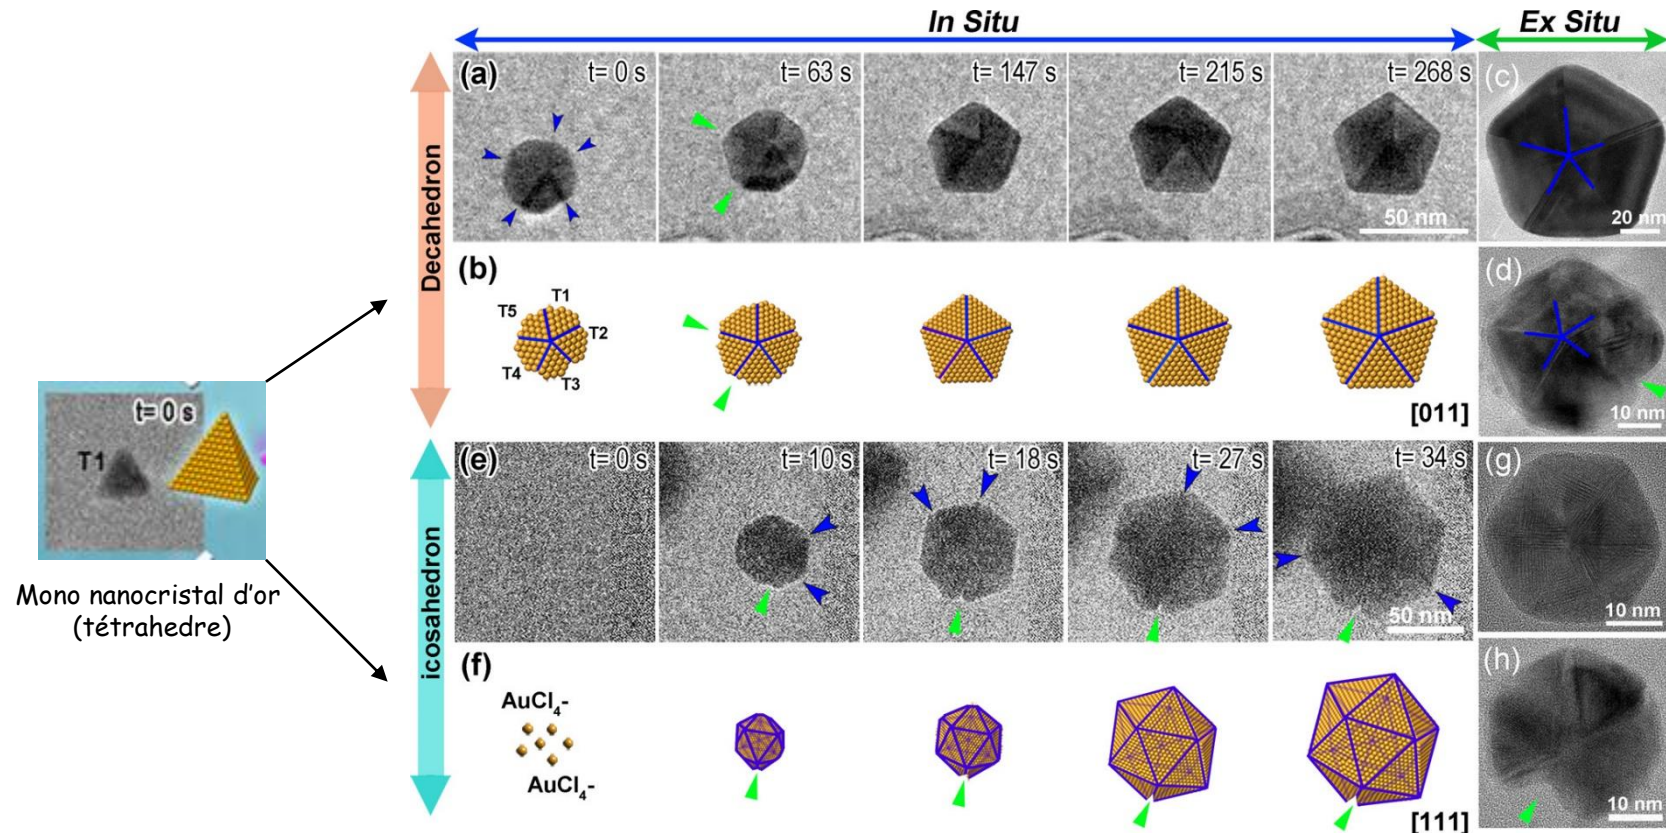 In Situ
Ex Situ
Decahedron
(a)
t= 0 s
t= 63 s
t= 147 s
t= 215 s
t= 268 s
50 nm
(c)
20 nm
(b)
T1
T2
T3
T4
T5
[011]
(d)
10 nm
t= 0 s
T1
Mono nanocristal d'or
(tétrahedre)
icosahedron
(e)
t= 0 s
t= 10 s
t= 18 s
t= 27 s
t= 34 s
50 nm
(g)
10 nm
(f)
AuCl4-
AuCl4-
[111]
(h)
10 nm